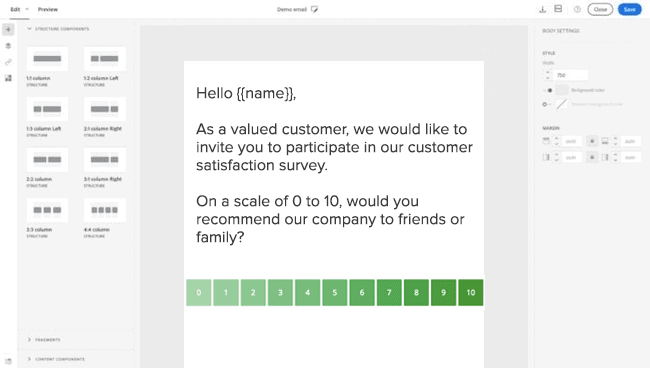 Edit
Preview
Demo email
Close
Save
STRUCTURE COMPONENTS
1:1 column
STRUCTURE
1:2 column Left
STRUCTURE
1:3 column Left
STRUCTURE
2:1 column Right
STRUCTURE
2:2 column
STRUCTURE
3:1 column Right
STRUCTURE
3:3 column
STRUCTURE
4:4 column
STRUCTURE
FRAGMENTS
CONTENT COMPONENTS
Hello {{name}},
As a valued customer, we would like to
invite you to participate in our customer
satisfaction survey.
On a scale of 0 to 10, would you
recommend our company to friends or
family?
0 1 2 3 4 5 6 7 8 9 10
BODY SETTINGS
STYLE
Width
750
Background color
MARGIN
auto
auto
auto
auto